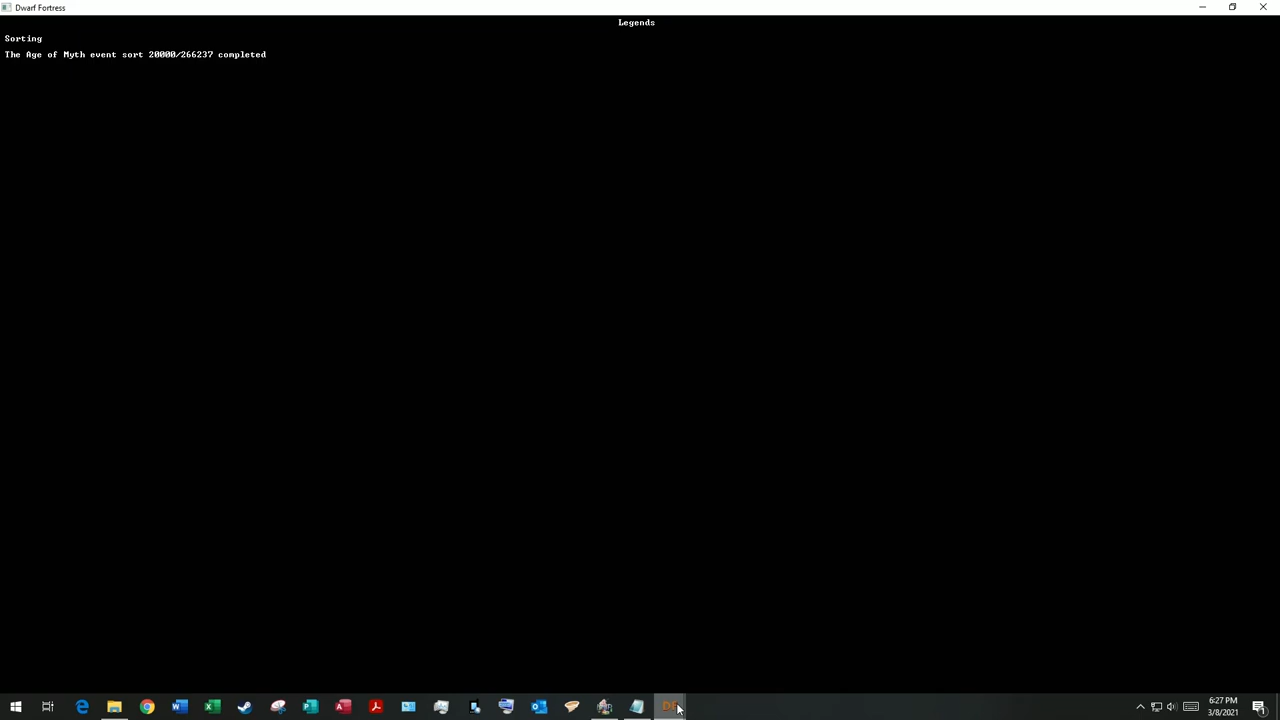 Dwarf Fortress
Legends
Sorting
The Age of Myth event sort 20000/266237 completed
6:27 PM
3/8/2021